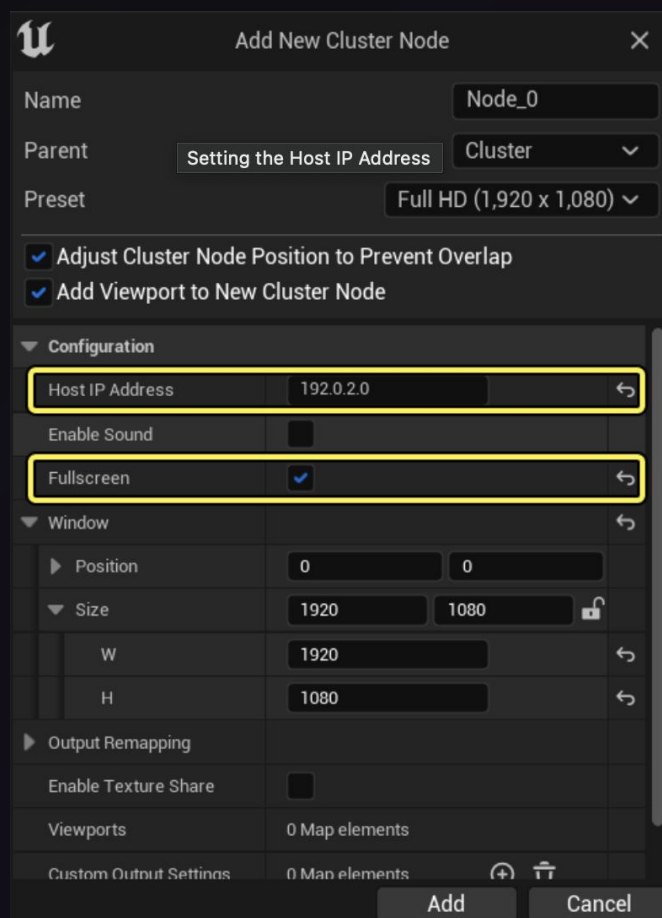 Add New Cluster Node
Name Node_0
Parent Setting the Host IP Address Cluster
Preset Full HD (1,920 x 1,080)
Adjust Cluster Node Position to Prevent Overlap
Add Viewport to New Cluster Node
Configuration
Host IP Address 192.0.2.0
Enable Sound
Fullscreen
Window
Position 0 0
Size 1920 1080
W 1920
H 1080
Output Remapping
Enable Texture Share
Viewports 0 Map elements
Custom Output Settings 0 Map elements
Add Cancel